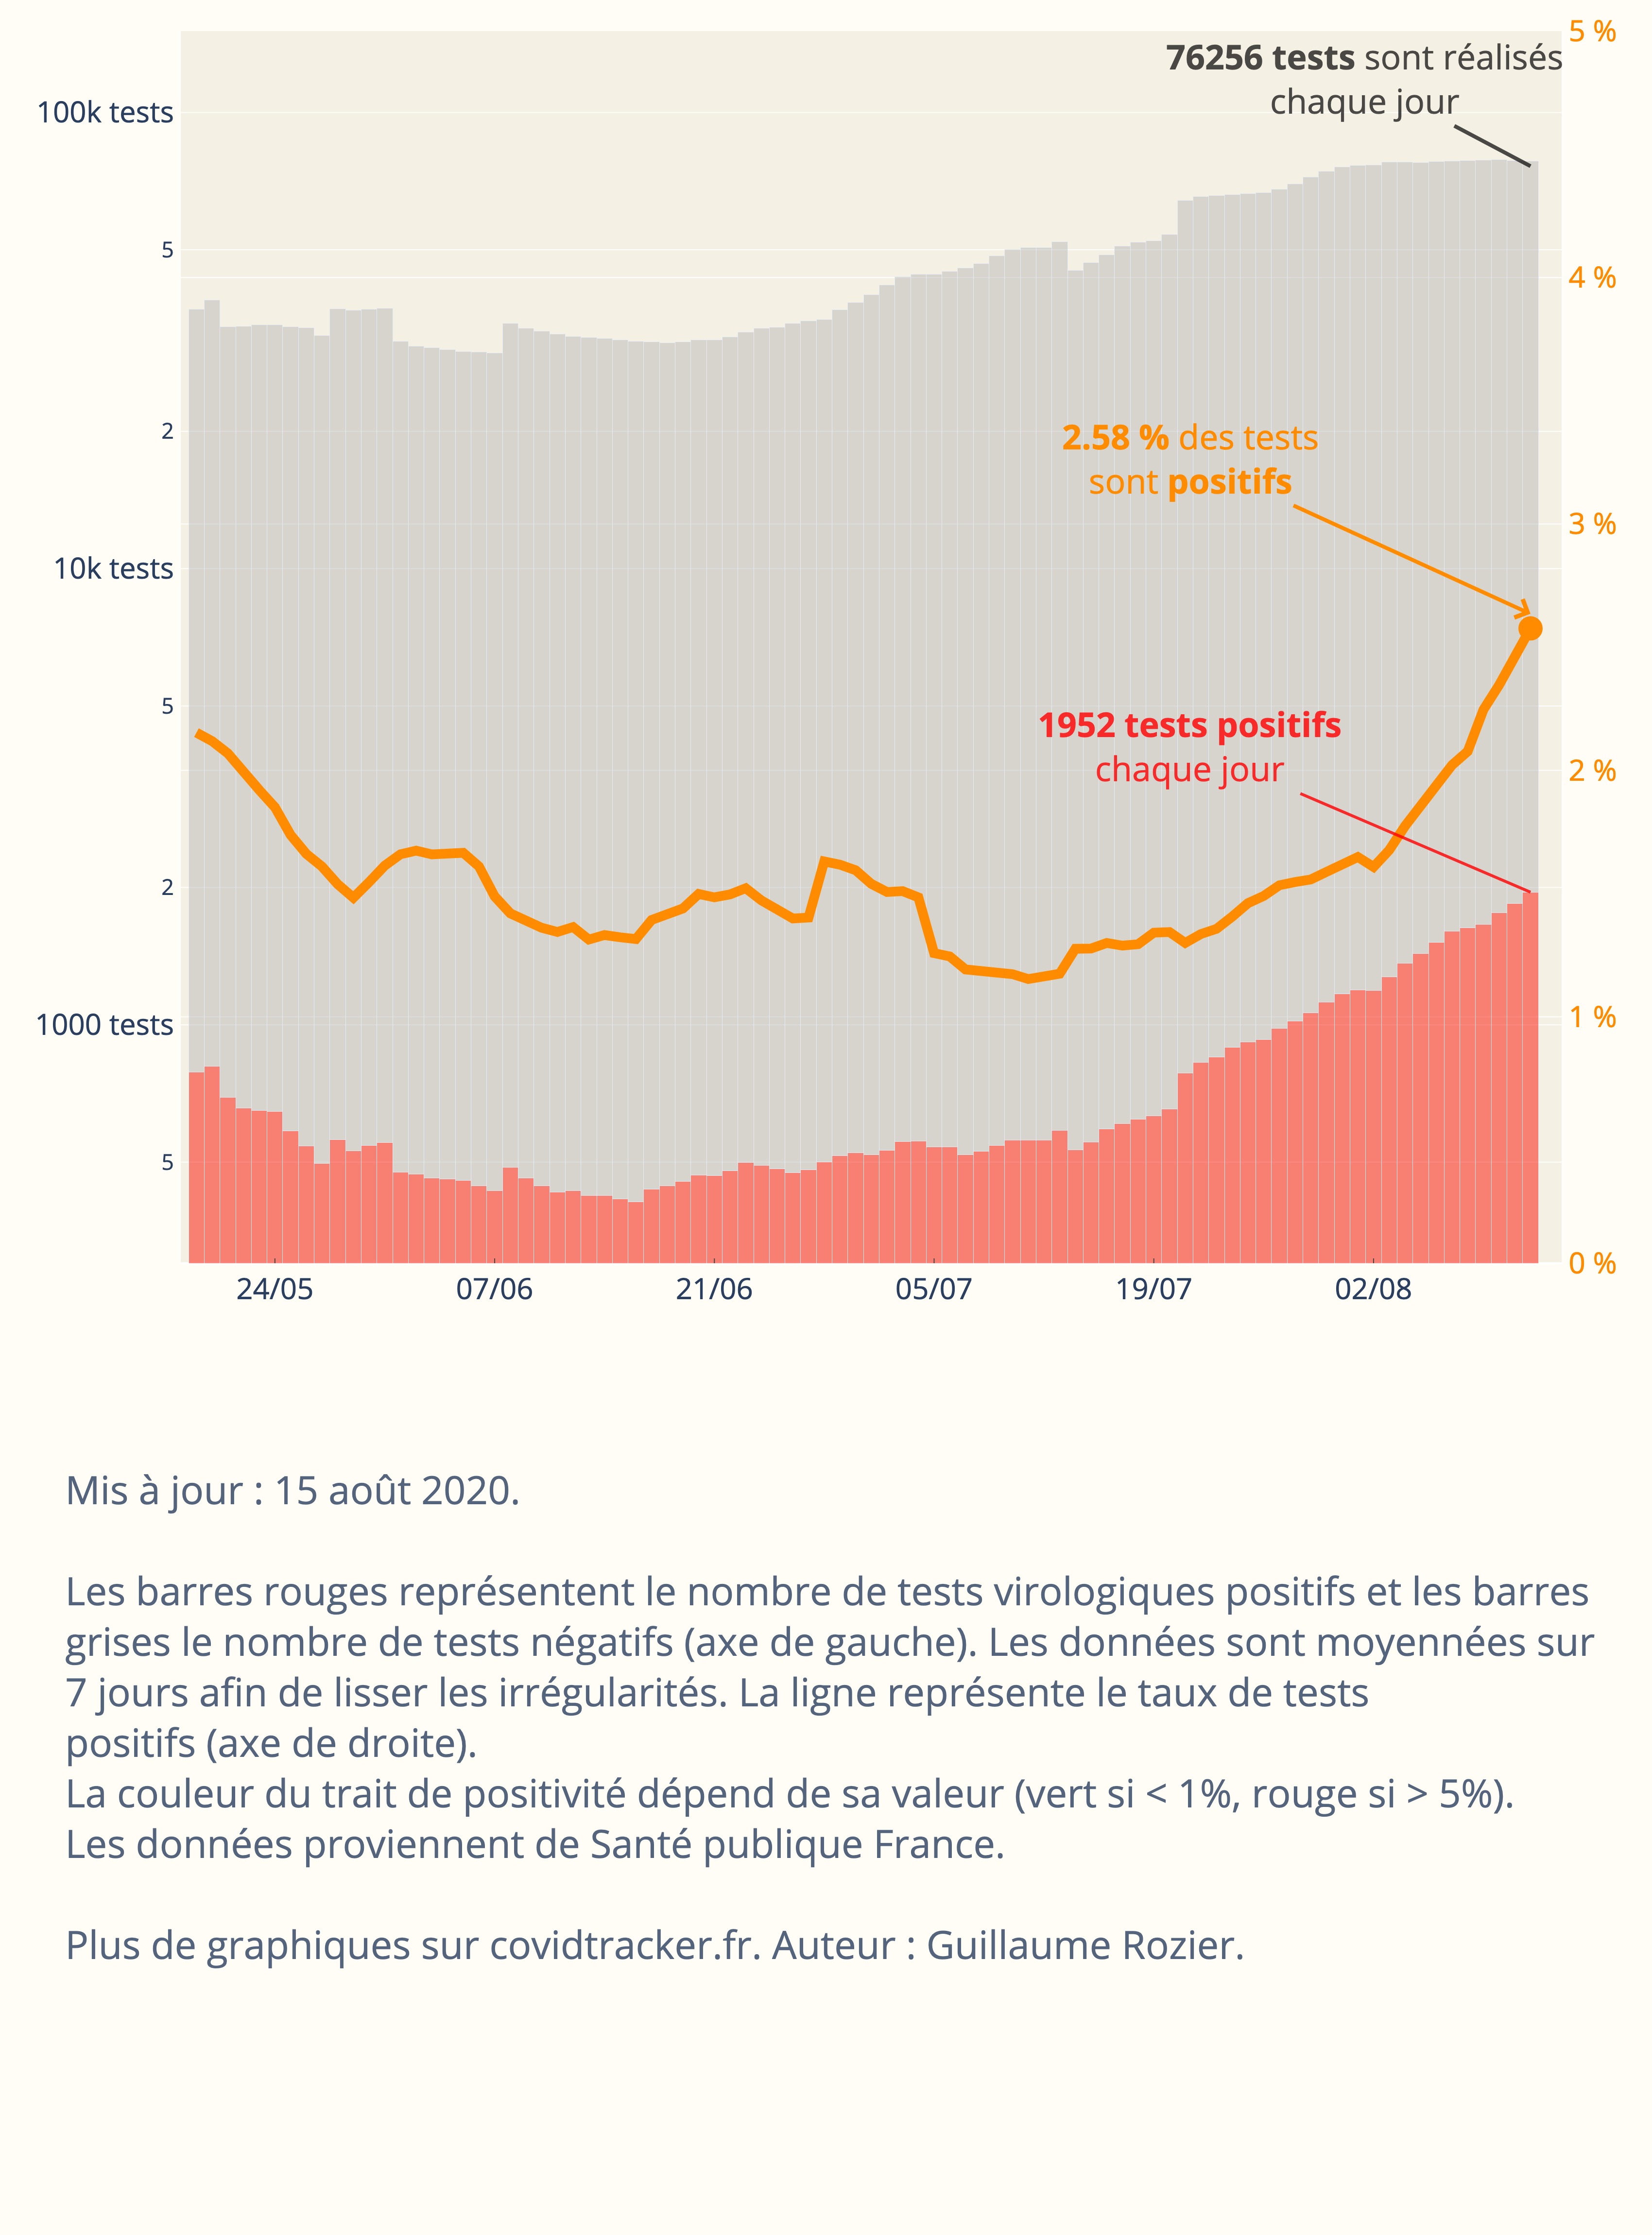 76256 tests sont réalisés
chaque jour
5 %
100k tests
5
4 %
2
2.58 % des tests
sont positifs
3 %
10k tests
5
1952 tests positifs
chaque jour
2 %
2
1000 tests
1 %
5
0 %
24/05
07/06
21/06
05/07
19/07
02/08
Mis à jour : 15 août 2020.
Les barres rouges représentent le nombre de tests virologiques positifs et les barres
grises le nombre de tests négatifs (axe de gauche). Les données sont moyennées sur
7 jours afin de lisser les irrégularités. La ligne représente le taux de tests
positifs (axe de droite).
La couleur du trait de positivité dépend de sa valeur (vert si < 1%, rouge si > 5%).
Les données proviennent de Santé publique France.
Plus de graphiques sur covidtracker.fr. Auteur : Guillaume Rozier.